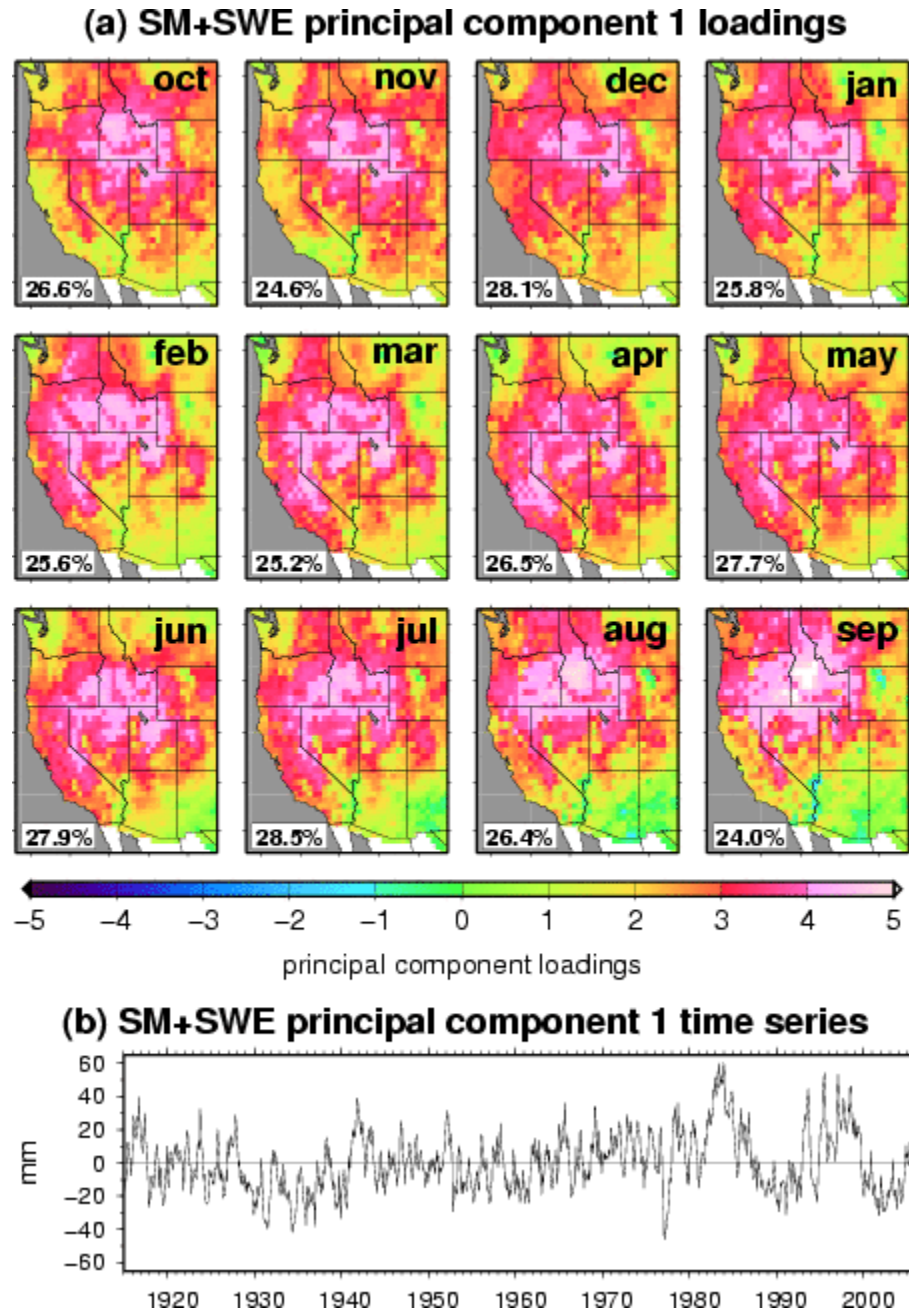 (a) SM+SWE principal component 1 loadings
oct nov dec jan
26.6% 24.6% 28.1% 25.8%
feb mar apr may
25.6% 25.2% 26.5% 27.7%
jun jul aug sep
27.9% 28.5% 26.4% 24.0%
−5 −4 −3 −2 −1 0 1 2 3 4 5
principal component loadings
(b) SM+SWE principal component 1 time series
60
40
20
0
−20
−40
−60
mm
1920 1930 1940 1950 1960 1970 1980 1990 2000